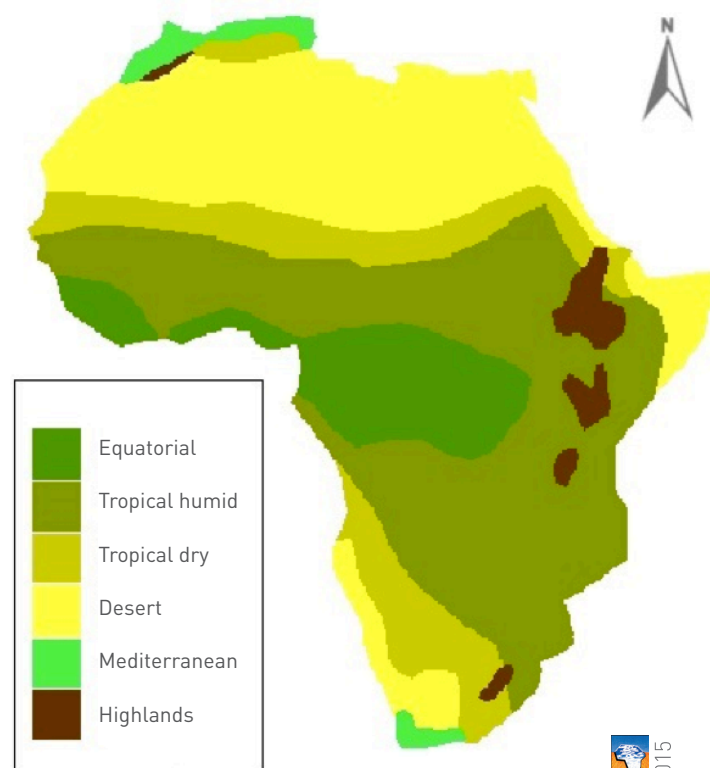 N
Equatorial
Tropical humid
Tropical dry
Desert
Mediterranean
Highlands